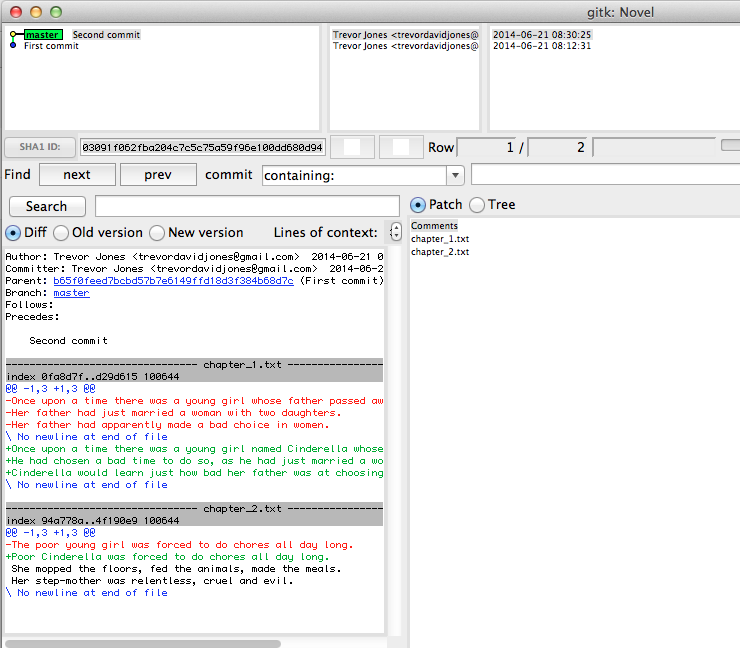 gitk: Novel
master Second commit
First commit
Trevor Jones <trevordavidjones@
Trevor Jones <trevordavidjones@
2014-06-21 08:30:25
2014-06-21 08:12:31
SHA1 ID: 03091f062fba204c7c5c75a59f96e100dd680d94 Row 1 / 2
Find next prev commit containing:
Search
Diff Old version New version Lines of context:
Patch Tree
Comments
chapter_1.txt
chapter_2.txt
Author: Trevor Jones <trevordavidjones@gmail.com> 2014-06-21 0
Committer: Trevor Jones <trevordavidjones@gmail.com> 2014-06-2
Parent: b65f0feed7bcbd57b7e6149ffd18d3f384b68d7c (First commit)
Branch: master
Follows:
Precedes:
Second commit
------------------------------ chapter_1.txt ---------------
index 0fa8d7f..d29d615 100644
@@ -1,3 +1,3 @@
-Once upon a time there was a young girl whose father passed aw
-Her father had just married a woman with two daughters.
-Her father had apparently made a bad choice in women.
\ No newline at end of file
+Once upon a time there was a young girl named Cinderella whose
+He had chosen a bad time to do so, as he had just married a wo
+Cinderella would learn just how bad her father was at choosing
\ No newline at end of file
------------------------------ chapter_2.txt ---------------
index 94a778a..4f190e9 100644
@@ -1,3 +1,3 @@
-The poor young girl was forced to do chores all day long.
+Poor Cinderella was forced to do chores all day long.
She mopped the floors, fed the animals, made the meals.
Her step-mother was relentless, cruel and evil.
\ No newline at end of file